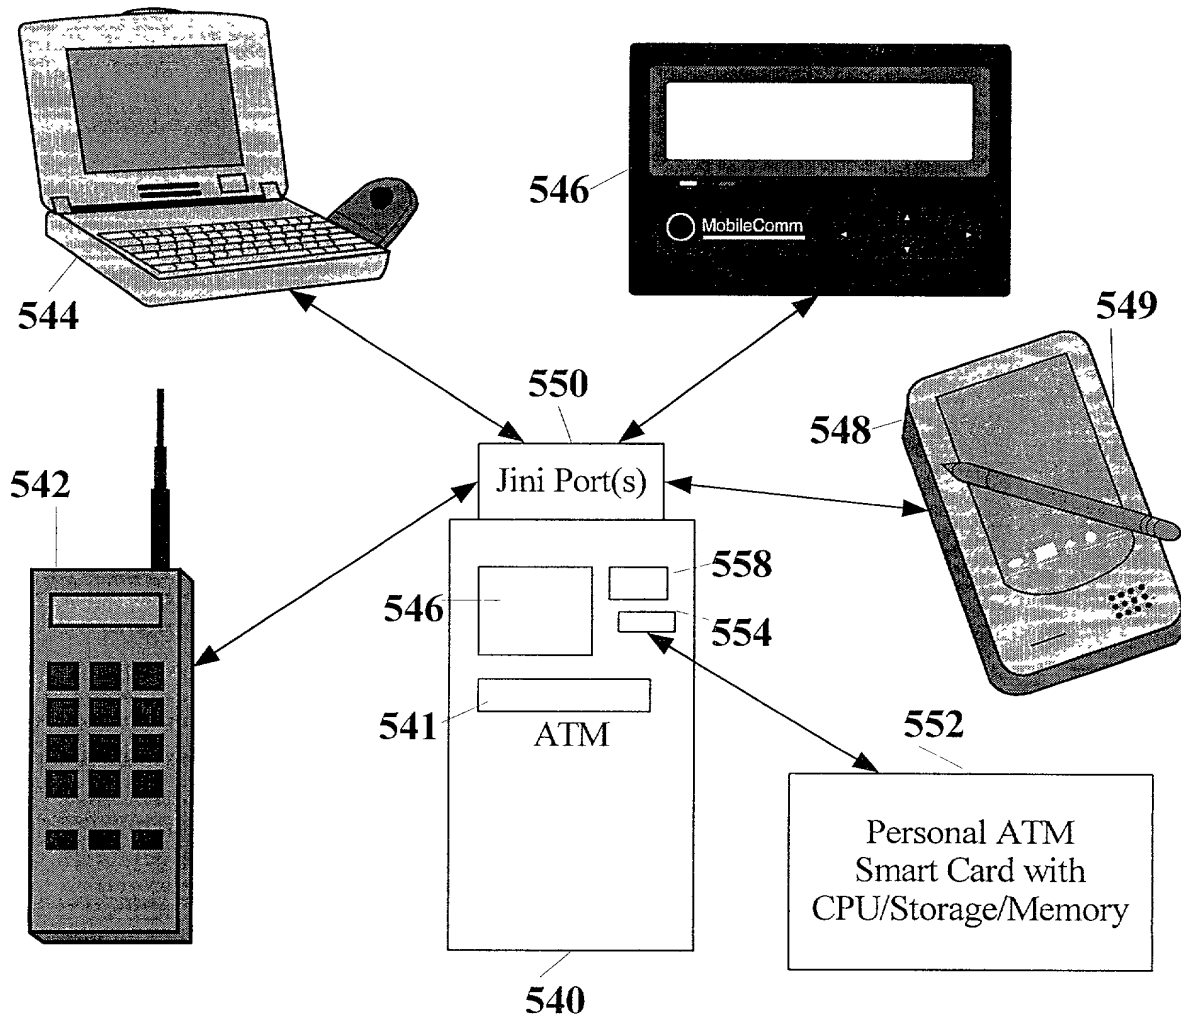 546
MobileComm
544
549
550
548
Jini Port(s)
542
558
546
554
541
ATM
552
Personal ATM
Smart Card with
CPU/Storage/Memory
540